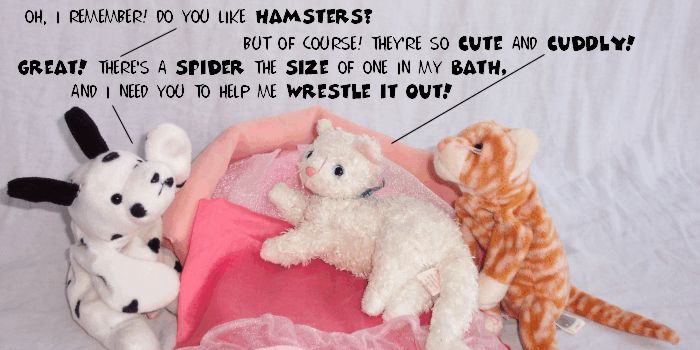 OH, I REMEMBER! DO YOU LIKE HAMSTERS?
BUT OF COURSE! THEY'RE SO CUTE AND CUDDLY!
GREAT! THERE'S A SPIDER THE SIZE OF ONE IN MY BATH,
AND I NEED YOU TO HELP ME WRESTLE IT OUT!